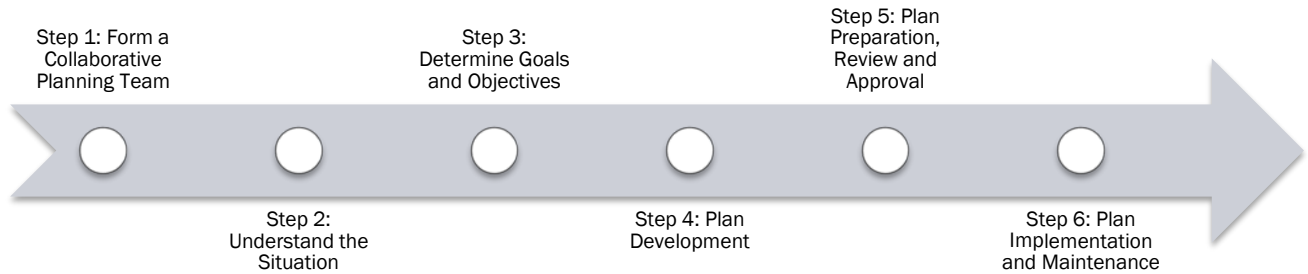 Step 1: Form a
Collaborative
Planning Team
Step 2:
Understand the
Situation
Step 3:
Determine Goals
and Objectives
Step 4: Plan
Development
Step 5: Plan
Preparation,
Review and
Approval
Step 6: Plan
Implementation
and Maintenance